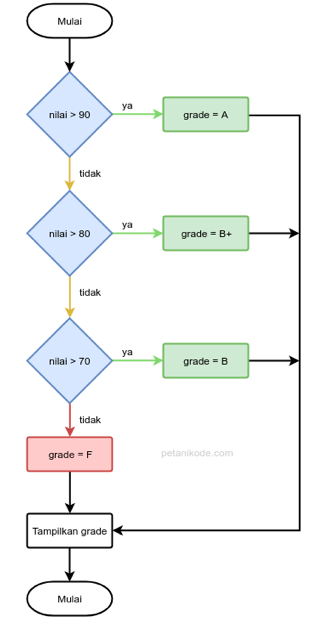 Mulai
nilai > 90
ya
grade = A
tidak
nilai > 80
ya
grade = B+
tidak
nilai > 70
ya
grade = B
tidak
grade = F
petanikode.com
Tampilkan grade
Mulai